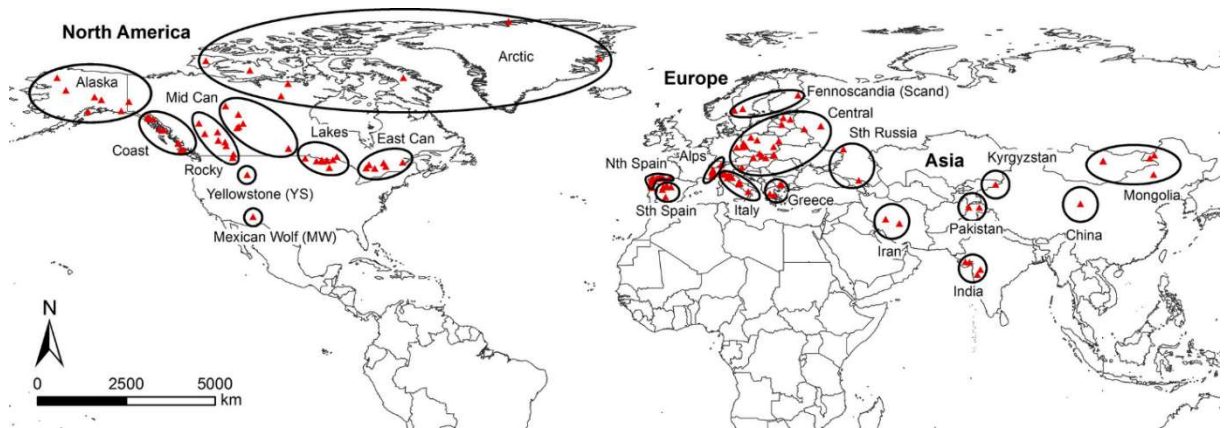 North America
Arctic
Alaska
Mid Can
Lakes
East Can
Coast
Rocky
Yellowstone (YS)
Mexican Wolf (MW)
Europe
Fennoscandia (Scand)
Central
Sth Russia
Alps
Nth Spain
Sth Spain
Italy
Greece
Asia
Kyrgyzstan
Mongolia
Iran
Pakistan
China
India
N
0 2500 5000
km